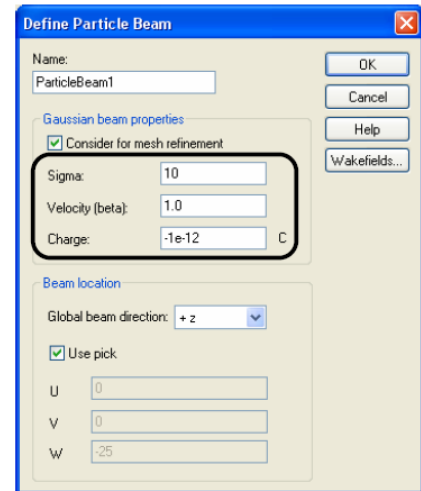 Define Particle Beam
Name:
ParticleBeam1
OK
Cancel
Help
Wakefields...
Gaussian beam properties
Consider for mesh refinement
Sigma: 10
Velocity (beta): 1.0
Charge: -1e-12 C
Beam location
Global beam direction: + z
Use pick
U 0
V 0
W -25